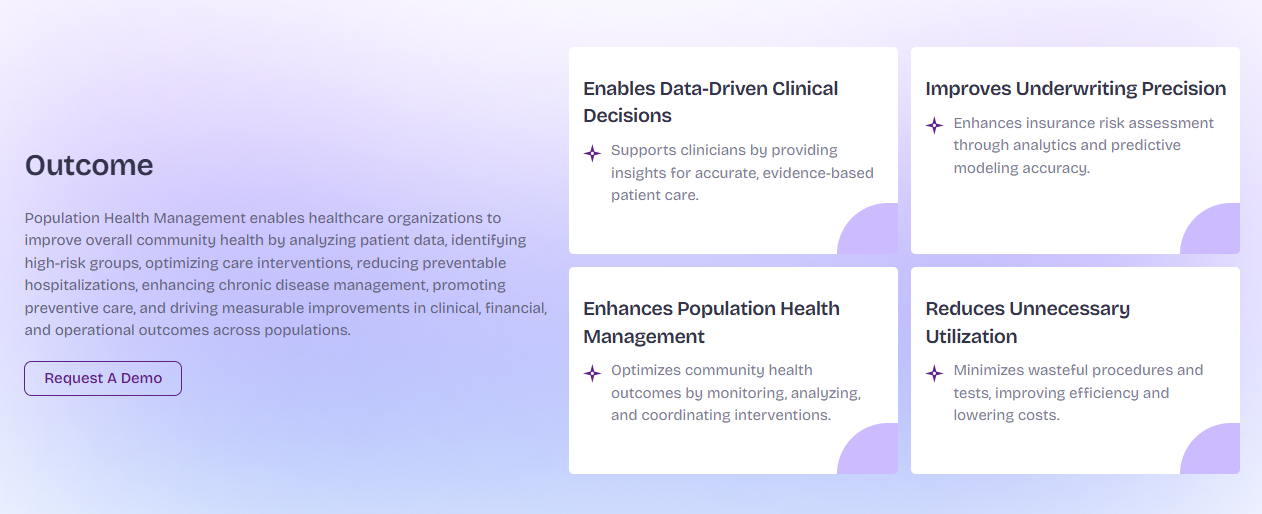 Outcome
Population Health Management enables healthcare organizations to
improve overall community health by analyzing patient data, identifying
high-risk groups, optimizing care interventions, reducing preventable
hospitalizations, enhancing chronic disease management, promoting
preventive care, and driving measurable improvements in clinical, financial,
and operational outcomes across populations.
Request A Demo
Enables Data-Driven Clinical
Decisions
Supports clinicians by providing
insights for accurate, evidence-based
patient care.
Improves Underwriting Precision
Enhances insurance risk assessment
through analytics and predictive
modeling accuracy.
Enhances Population Health
Management
Optimizes community health
outcomes by monitoring, analyzing,
and coordinating interventions.
Reduces Unnecessary
Utilization
Minimizes wasteful procedures and
tests, improving efficiency and
lowering costs.